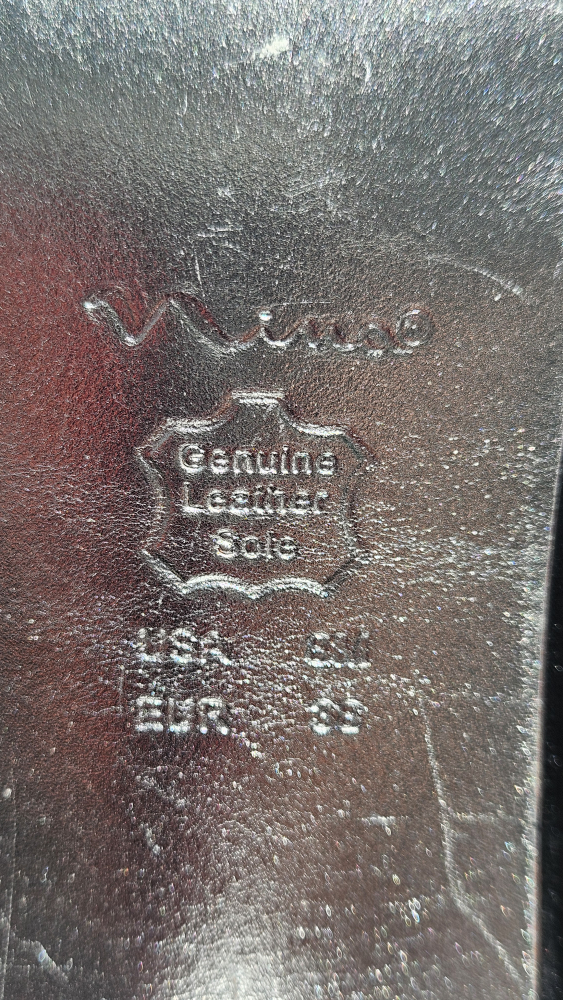 Nina®
Genuine
Leather
Sole
USA
EUR